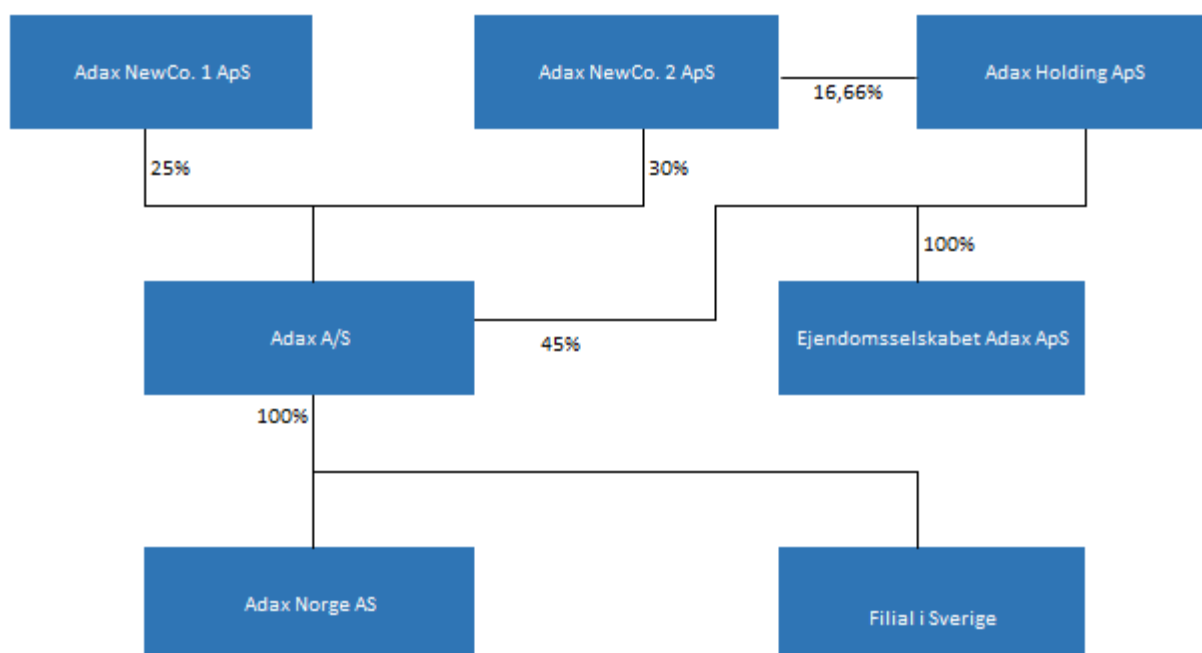 Adax NewCo. 1 ApS
Adax NewCo. 2 ApS
Adax Holding ApS
16,66%
25%
30%
100%
Adax A/S
45%
Ejendomsselskabet Adax ApS
100%
Adax Norge AS
Filial i Sverige